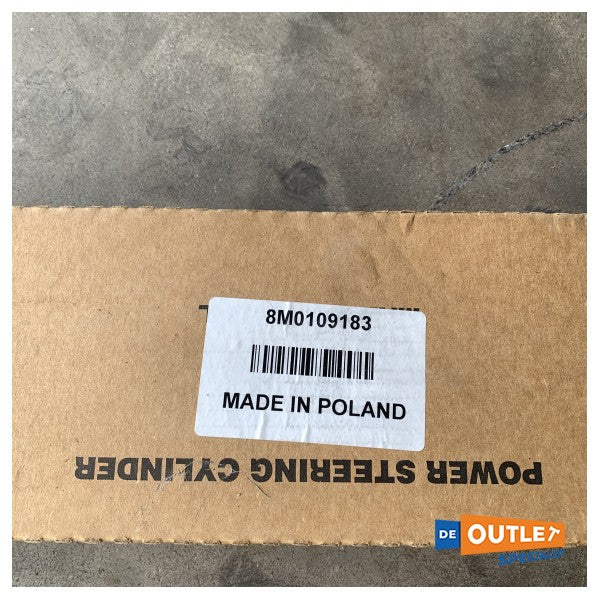 8M0109183
MADE IN POLAND
POWER STEERING CYLINDER
DE OUTLET